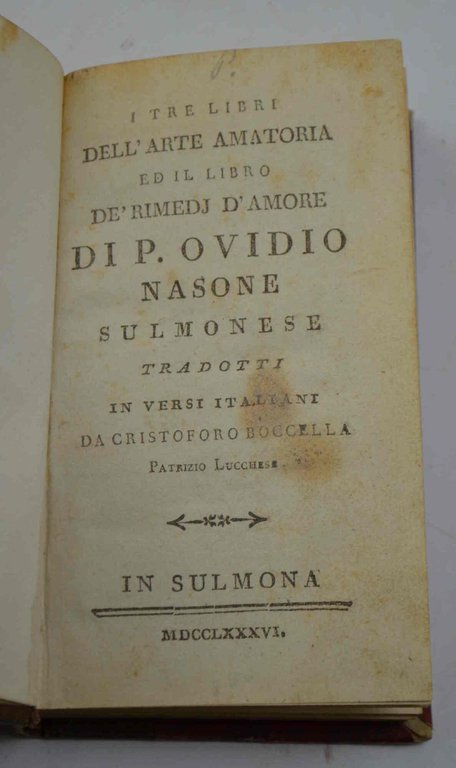 P.
I TRE LIBRI
DELL'ARTE AMATORIA
ED IL LIBRO
DE'RIMEDJ D'AMORE
DI P. OVIDIO
NASONE
SULMONESE
TRADOTTI
IN VERSI ITALIANI
DA CRISTOFORO BOCCELLA
PATRIZIO LUCCHESE.
IN SULMONA
MDCCLXXXVI.